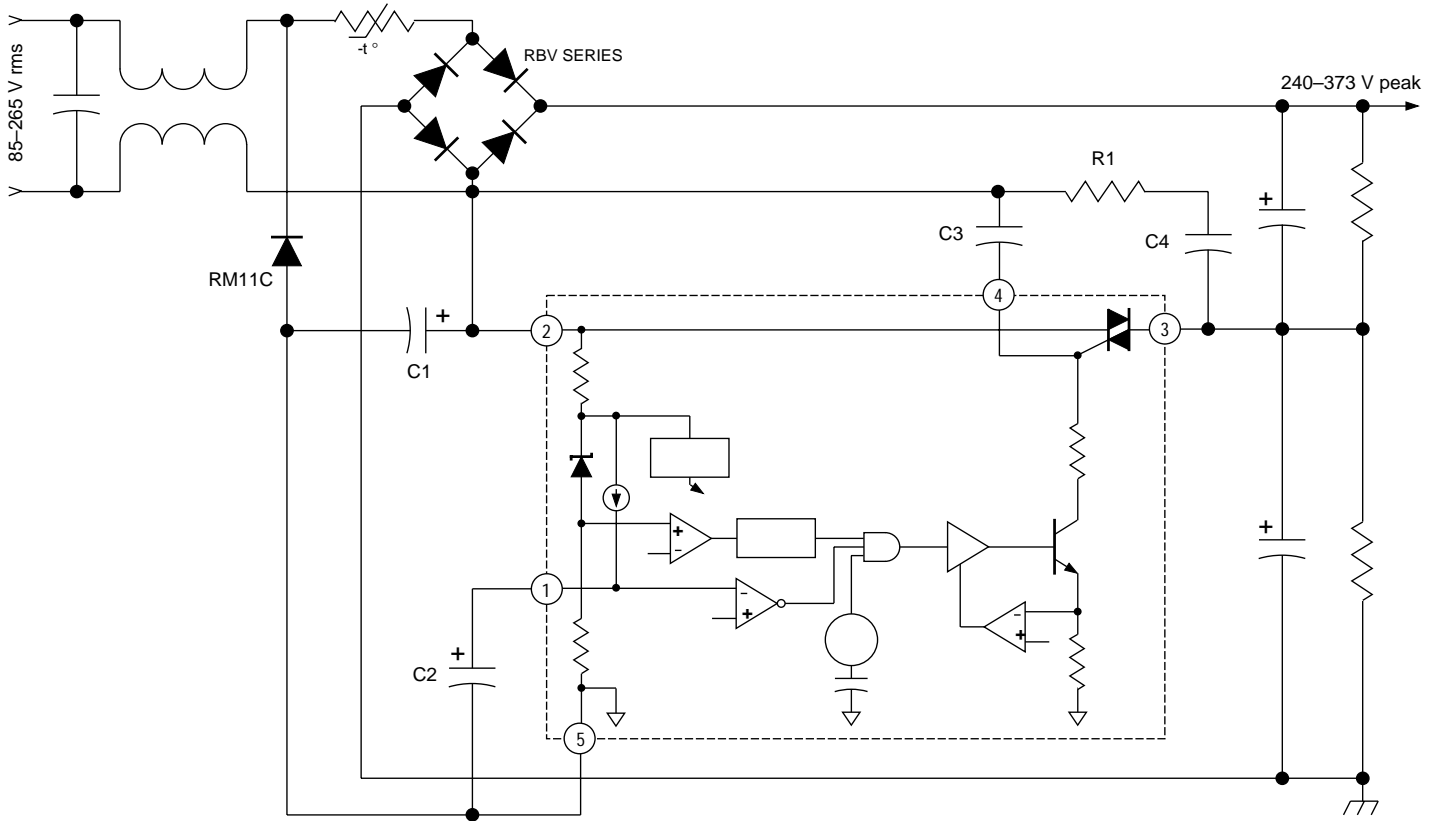 85–265 V rms
-t °
RBV SERIES
240–373 V peak
R1
C3
C4
RM11C
4
+
2
3
C1
+
+
-
1
-
+
-
+
+
C2
5
+
+